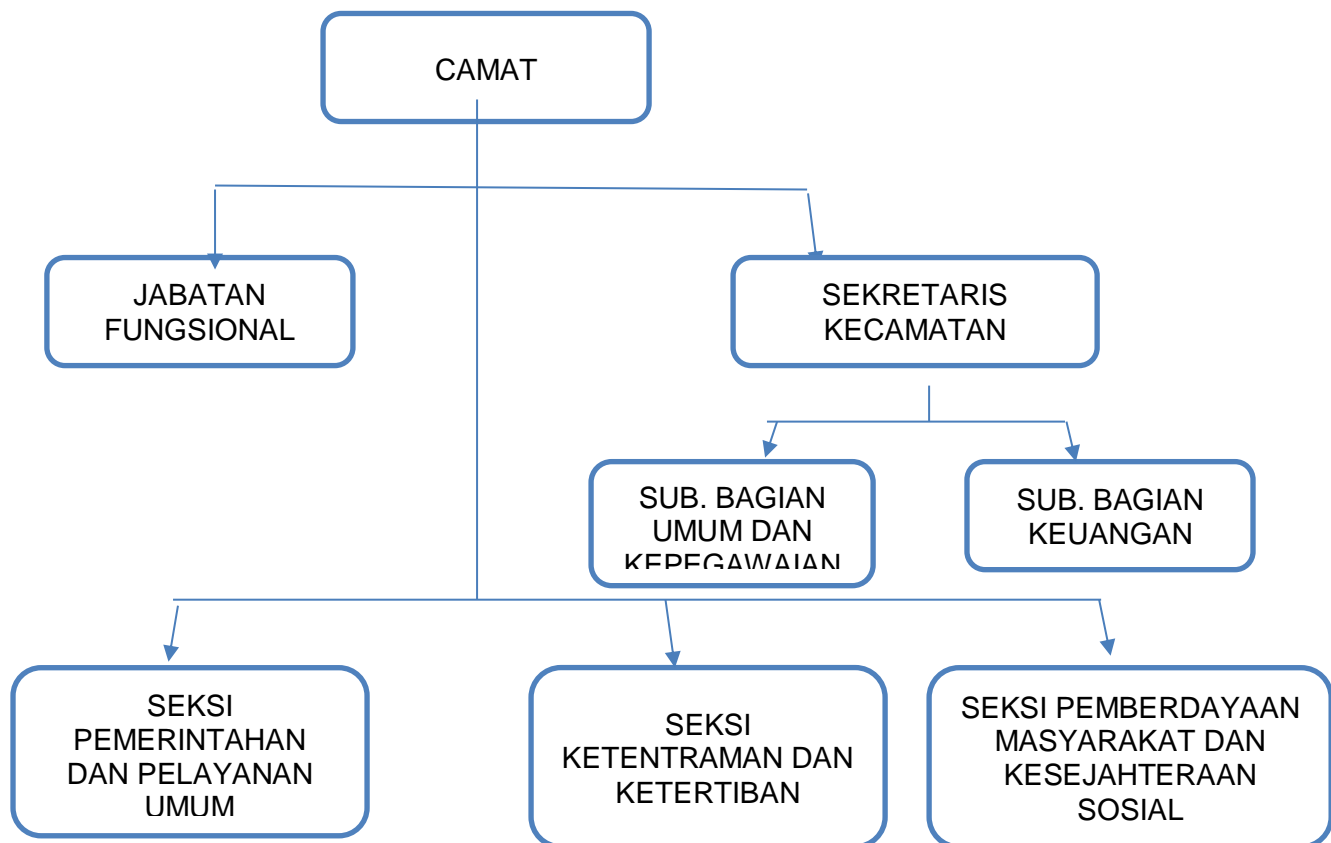 CAMAT
JABATAN
FUNGSIONAL
SEKRETARIS
KECAMATAN
SUB. BAGIAN
UMUM DAN
KEPEGAWAIAN
SUB. BAGIAN
KEUANGAN
SEKSI
PEMERINTAHAN
DAN PELAYANAN
UMUM
SEKSI
KETENTRAMAN DAN
KETERTIBAN
SEKSI PEMBERDAYAAN
MASYARAKAT DAN
KESEJAHTERAAN
SOSIAL